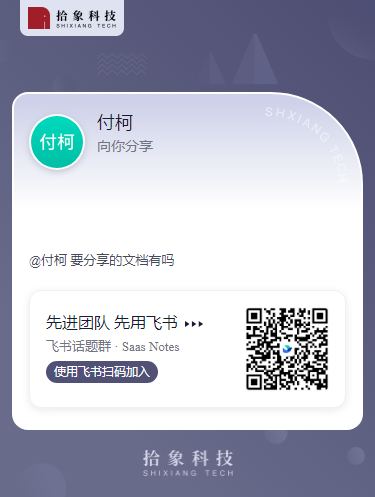 拾象科技
SHIXIANG TECH
付柯
付柯
向你分享
SHXIANG TECH
@付柯 要分享的文档有吗
先进团队 先用飞书
飞书话题群 · Saas Notes
使用飞书扫码加入
拾象科技
SHIXIANG TECH